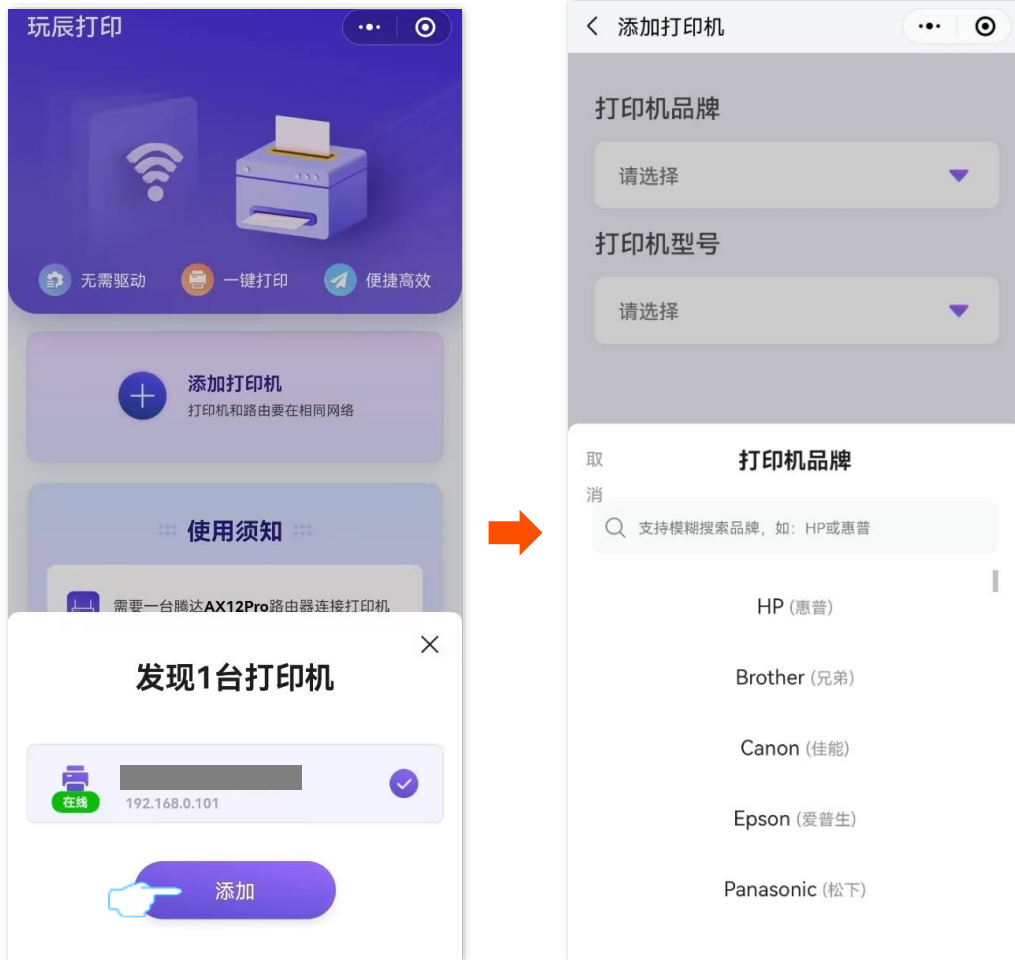 玩辰打印
无需驱动
一键打印
便捷高效
添加打印机
打印机和路由要在相同网络
使用须知
需要一台腾达AX12Pro路由器连接打印机
发现1台打印机
在线
192.168.0.101
添加
添加打印机
打印机品牌
请选择
打印机型号
请选择
取
消
打印机品牌
支持模糊搜索品牌，如：HP或惠普
HP (惠普)
Brother (兄弟)
Canon (佳能)
Epson (爱普生)
Panasonic (松下)